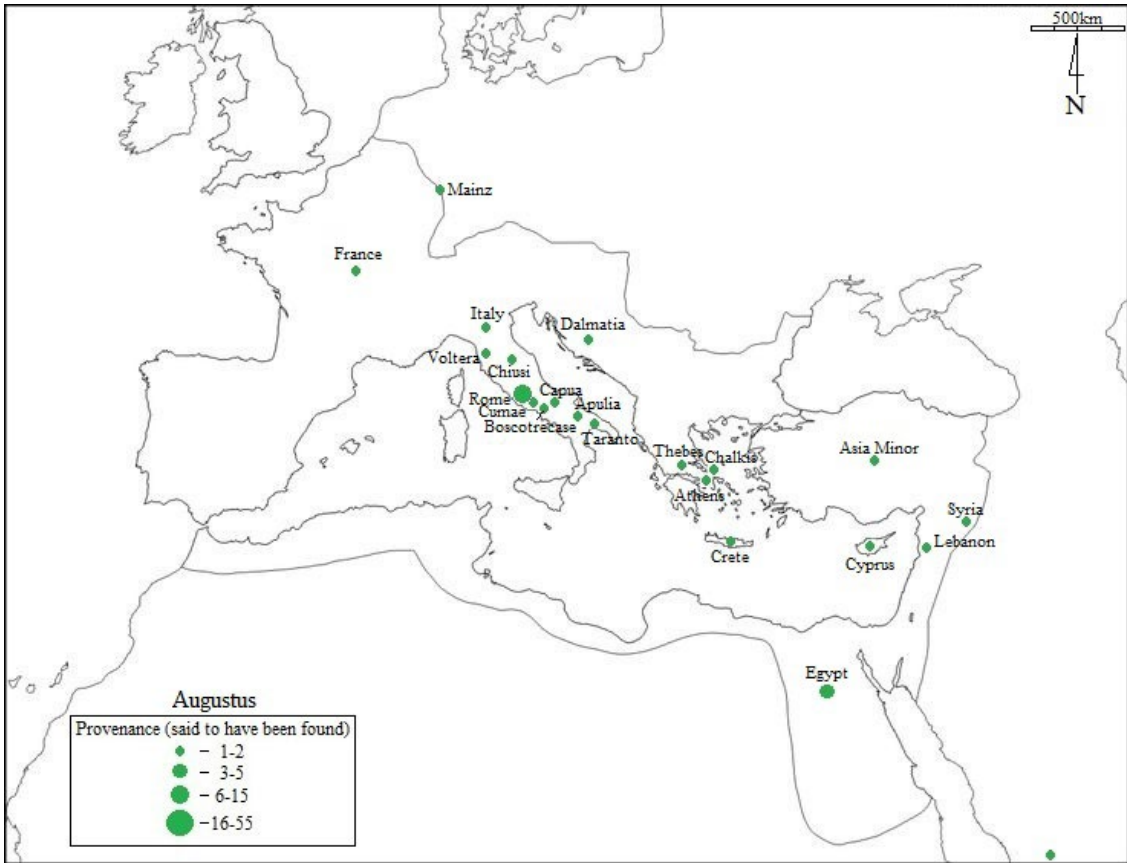 500km
N
Mainz
France
Italy
Dalmatia
Voltera
Chiusi
Rome
Capua
Cumae
Apulia
Boscotrecase
Taranto
Thebes
Chalkis
Athens
Asia Minor
Syria
Lebanon
Crete
Cyprus
Egypt
Augustus
Provenance (said to have been found)
– 1-2
– 3-5
– 6-15
–16-55